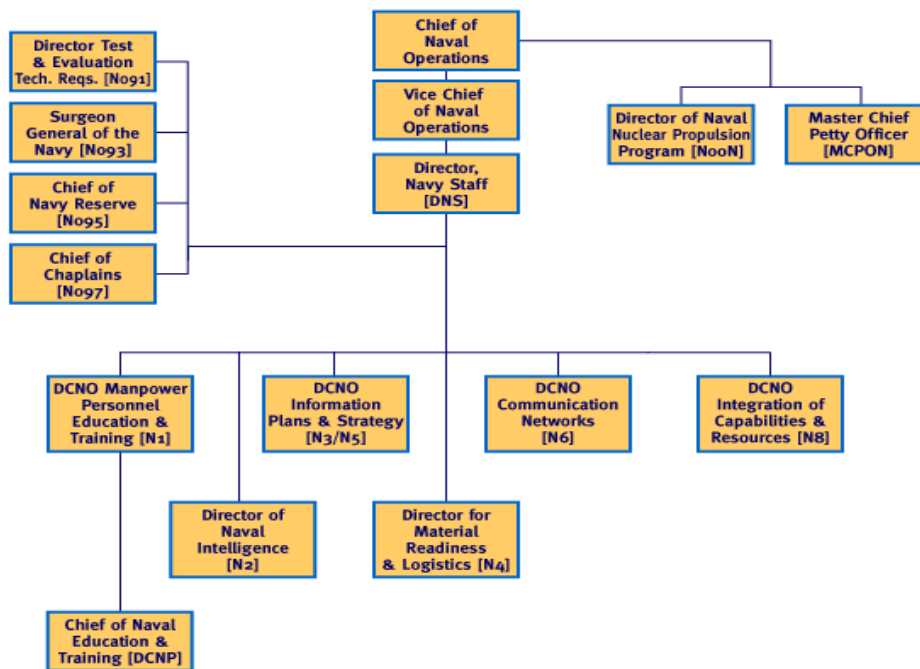 Chief of
Naval
Operations
Director Test
& Evaluation
Tech. Reqs. [N091]
Vice Chief
of Naval
Operations
Surgeon
General of the
Navy [N093]
Director of Naval
Nuclear Propulsion
Program [N00N]
Master Chief
Petty Officer
[MCPON]
Director,
Navy Staff
[DNS]
Chief of
Navy Reserve
[N095]
Chief of
Chaplains
[N097]
DCNO Manpower
Personnel
Education &
Training [N1]
DCNO
Information
Plans & Strategy
[N3/N5]
DCNO
Communication
Networks
[N6]
DCNO
Integration of
Capabilities &
Resources [N8]
Director of
Naval
Intelligence
[N2]
Director for
Material
Readiness
& Logistics [N4]
Chief of Naval
Education &
Training [DCNP]